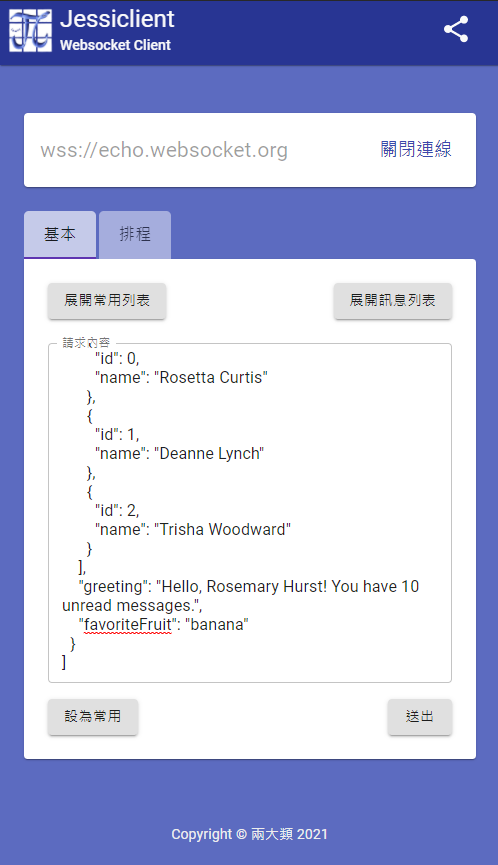 Jessiclient
Websocket Client
wss://echo.websocket.org
關閉連線
基本
排程
展開常用列表
展開訊息列表
請求內容
"id": 0,
"name": "Rosetta Curtis"
},
{
"id": 1,
"name": "Deanne Lynch"
},
{
"id": 2,
"name": "Trisha Woodward"
}
],
"greeting": "Hello, Rosemary Hurst! You have 10
unread messages.",
"favoriteFruit": "banana"
}
]
設為常用
送出
Copyright © 兩大類 2021